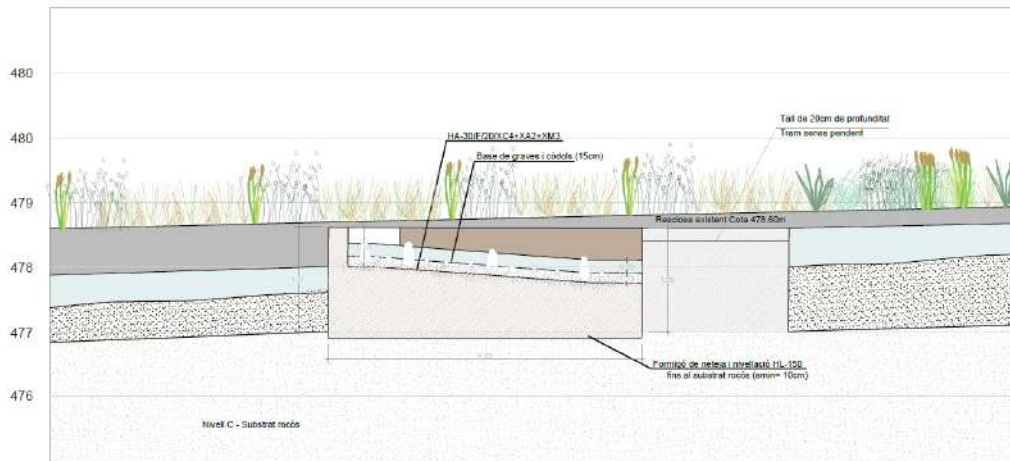 480
480
479
478
477
476
HA-30/F/20/XC4+XA2+XM3
Base de graves i còdols (15cm)
Tall de 20cm de profunditat
Tram sense pendent
Resclosa existent Cota 478.60m
Formigó de neteja i nivellació HL-150
fins al substrat rocós (emin= 10cm)
Nivell C - Substrat rocós